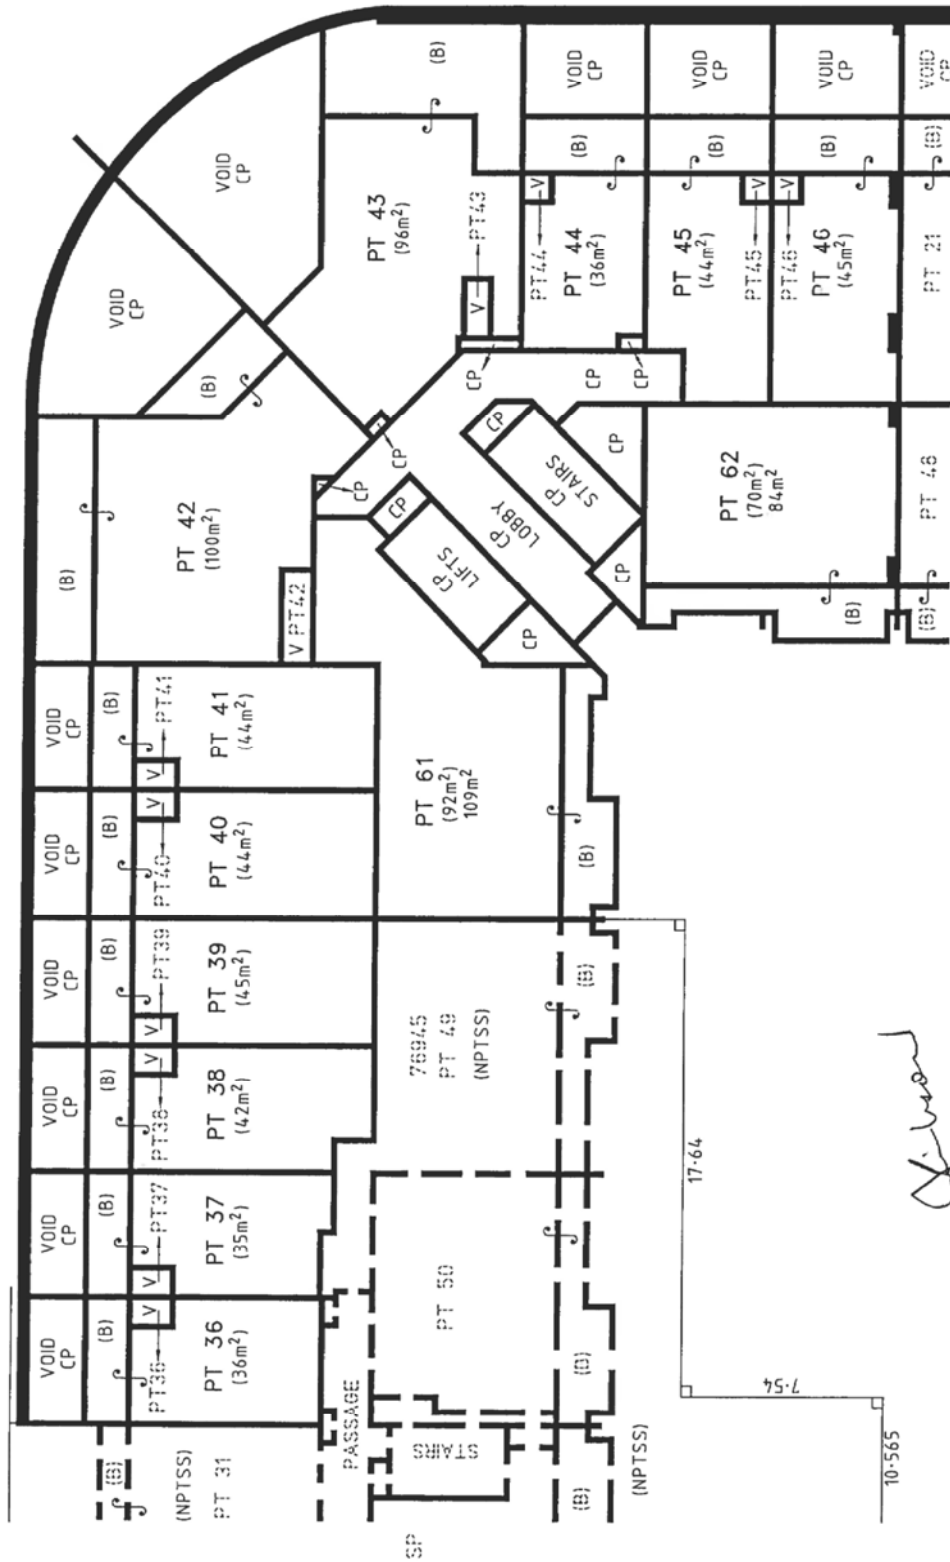 VOID
CP
VOID
CP
VOID
CP
VOID
CP
VOID
CP
VOID
CP
VOID
CP
VOID
CP
(B)
(B)
(B)
(B)
(B)
(B)
(B)
(B)
(B)
V
PT36
V
PT37
V
PT38
V
PT39
V
PT40
V
PT41
V PT42
PT 36
(36m²)
PT 37
(35m²)
PT 38
(42m²)
PT 39
(45m²)
PT 40
(44m²)
PT 41
(44m²)
PT 42
(100m²)
(B)
(NPTSS)
PT 31
PASSAGE
STAIRS
SP
PT 50
76945
PT 49
(NPTSS)
PT 61
(92m²)
109m²
(B)
(B)
(B)
(NPTSS)
CP
CP
CP
CP
LIFTS
CP
CP
LOBBY
CP
CP
STAIRS
CP
CP
CP
CP
CP
CP
PT 43
(96m²)
V
PT43
(B)
VOID
CP
VOID
CP
VOID
CP
VOID
CP
(B)
(B)
(B)
(B)
V
PT44
PT 44
(36m²)
V
PT45
PT 45
(44m²)
V
PT46
PT 46
(45m²)
PT 21
PT 62
(70m²)
84m²
PT 48
(B)
(B)
17·64
7·54
10·565